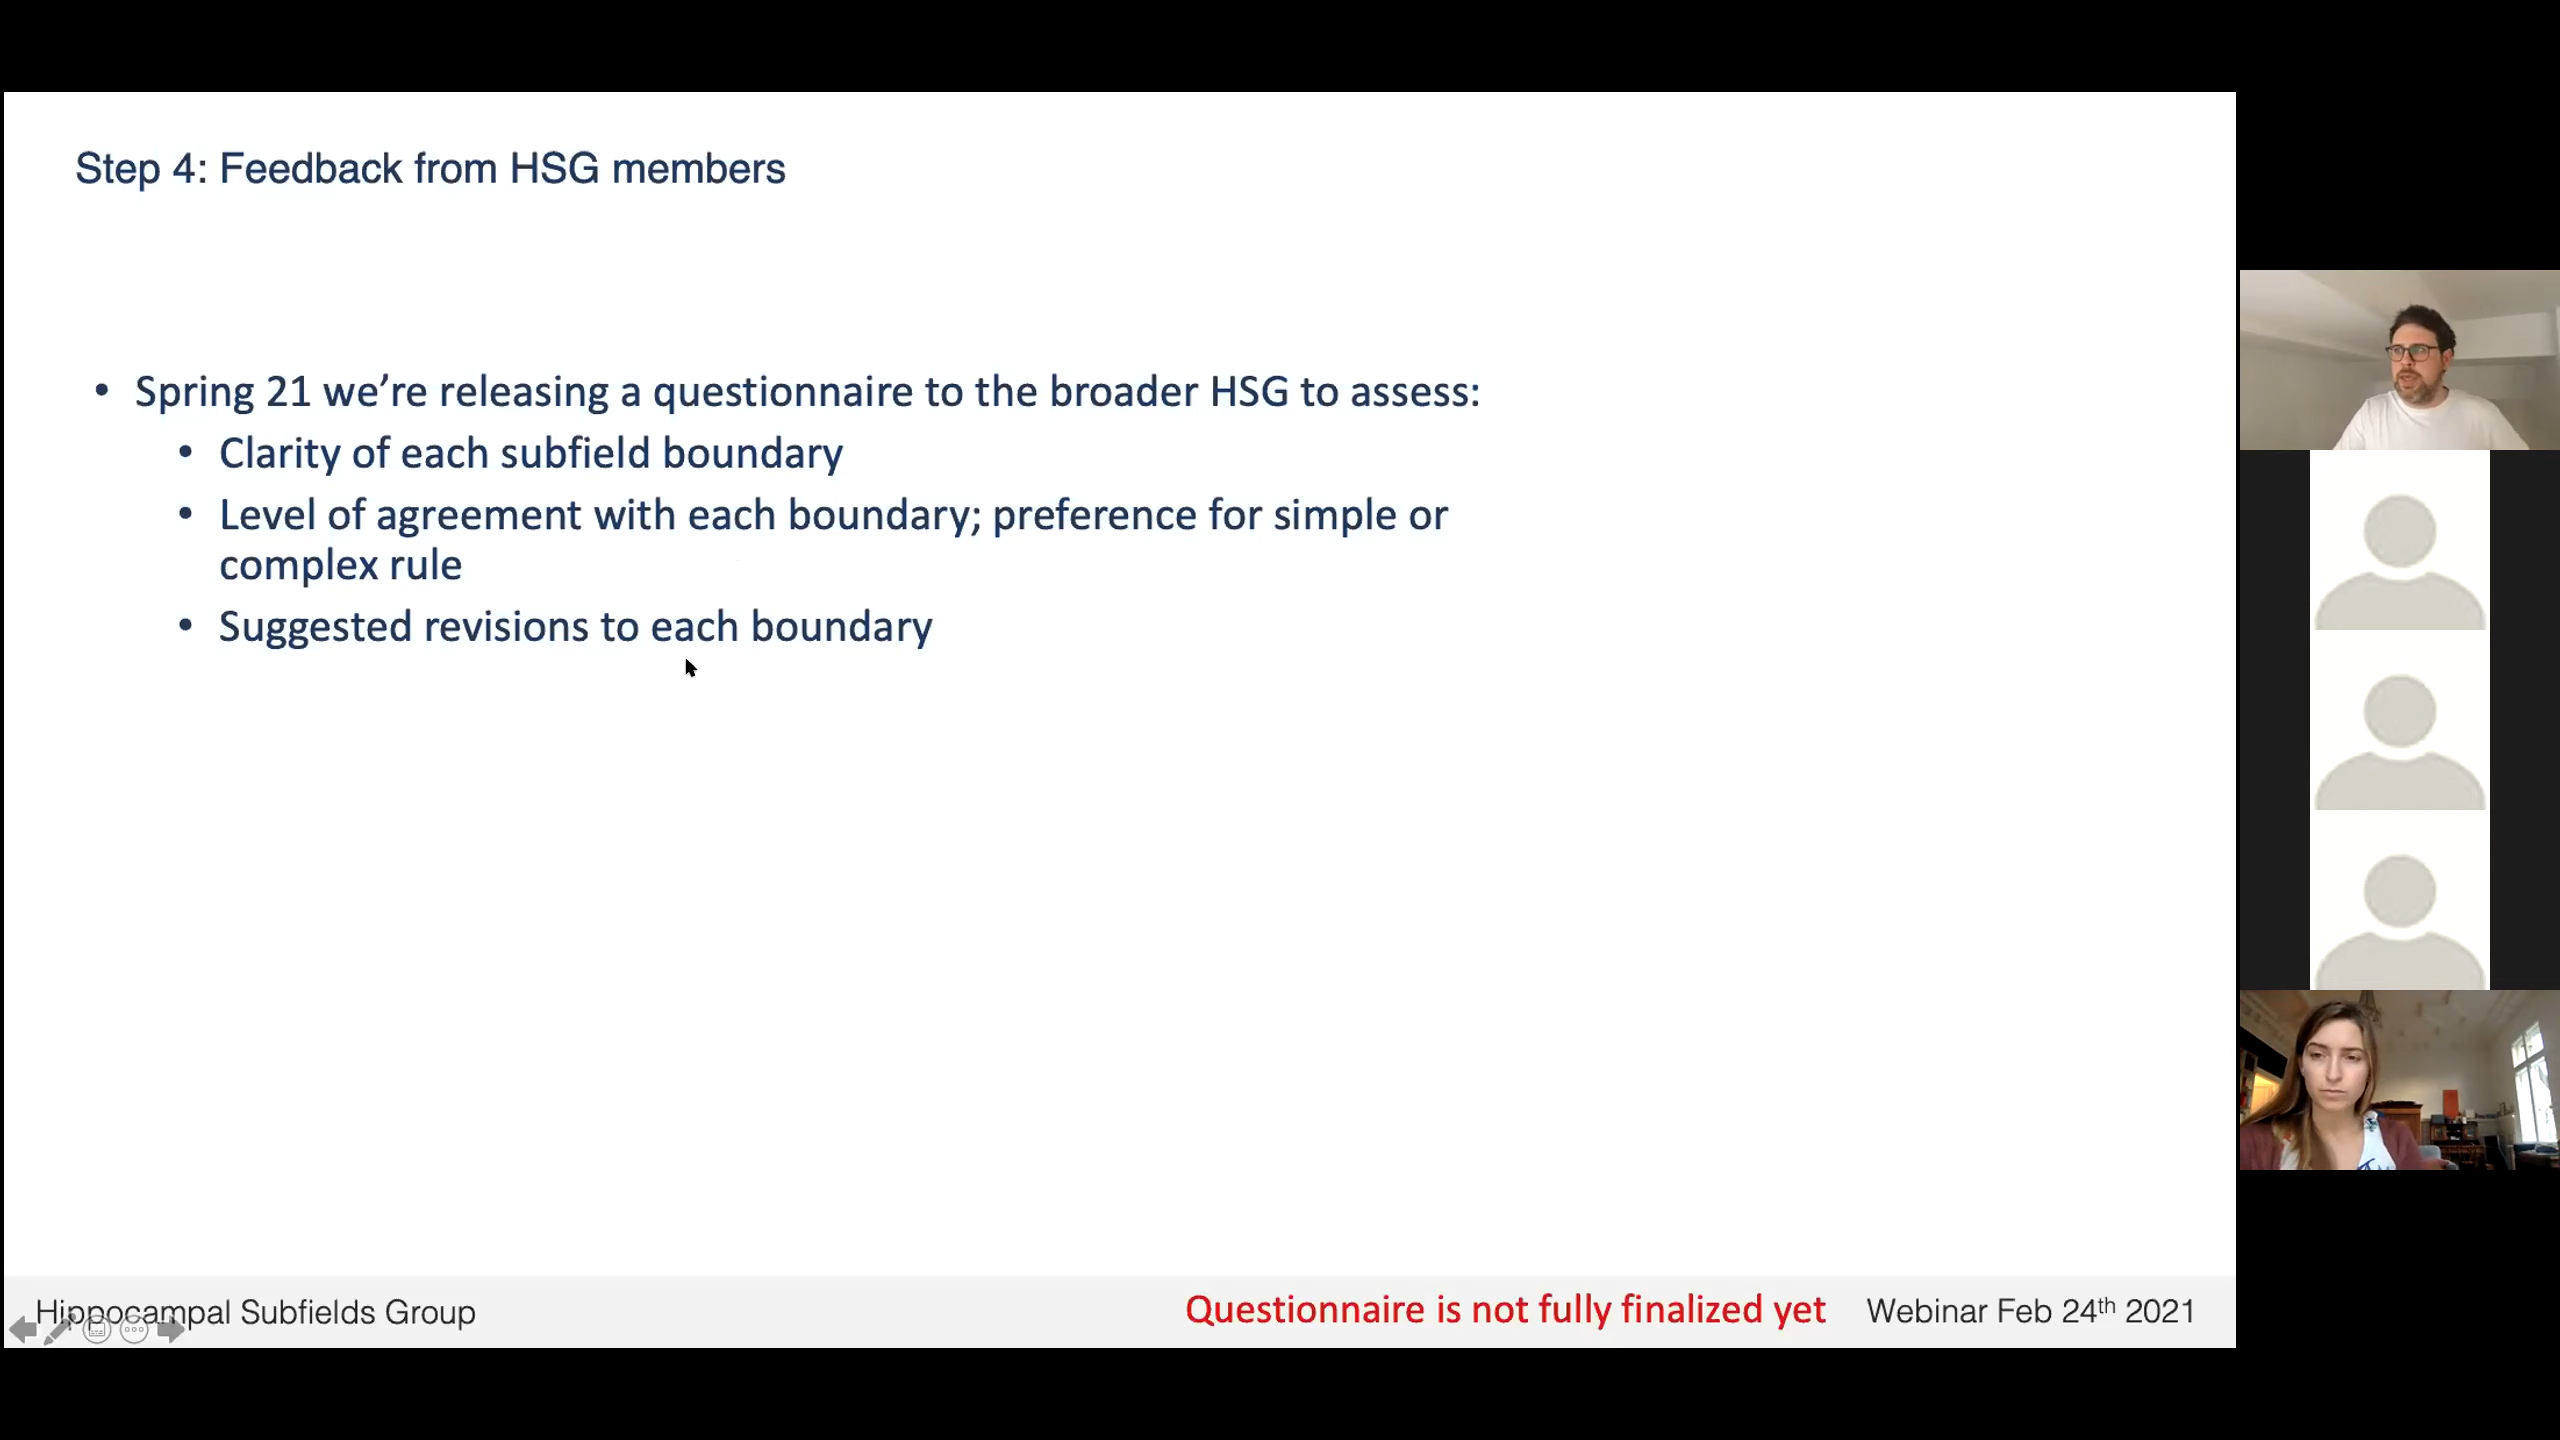 Step 4: Feedback from HSG members
• Spring 21 we’re releasing a questionnaire to the broader HSG to assess:
• Clarity of each subfield boundary
• Level of agreement with each boundary; preference for simple or
complex rule
• Suggested revisions to each boundary
Hippocampal Subfields Group
Questionnaire is not fully finalized yet
Webinar Feb 24th 2021